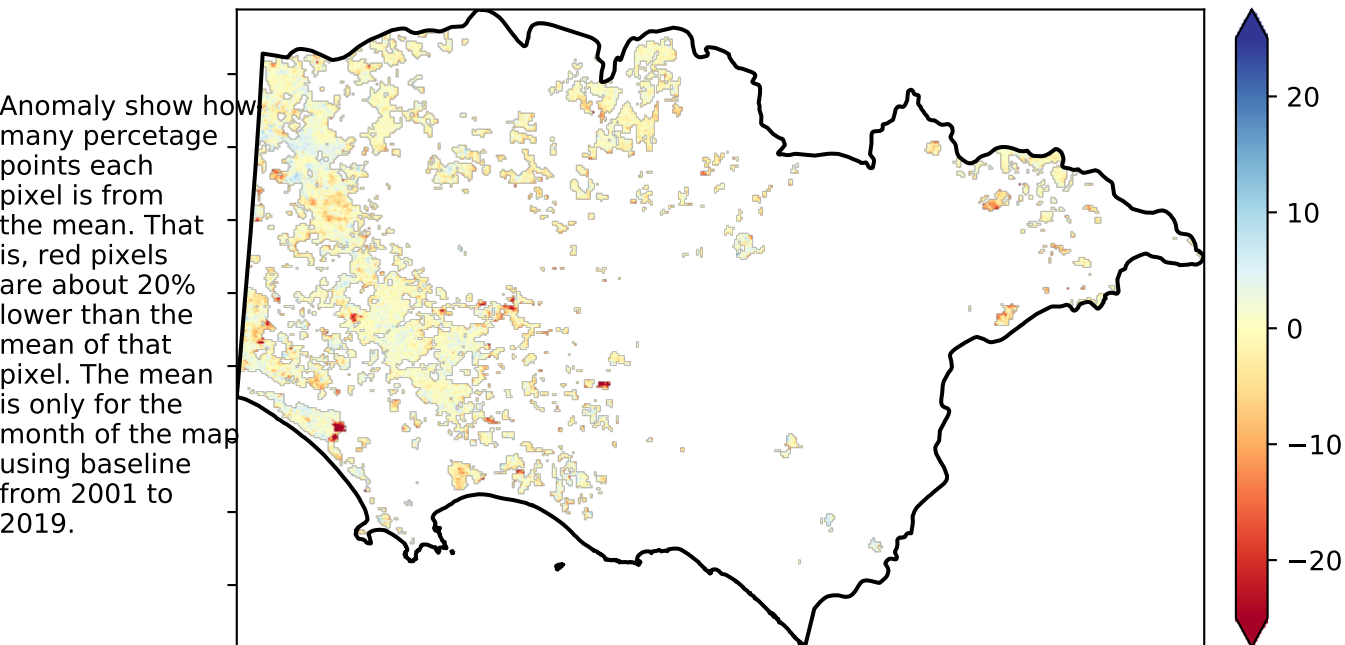 Anomaly show how
many percetage
points each
pixel is from
the mean. That
is, red pixels
are about 20%
lower than the
mean of that
pixel. The mean
is only for the
month of the map
using baseline
from 2001 to
2019.
20
10
0
−10
−20